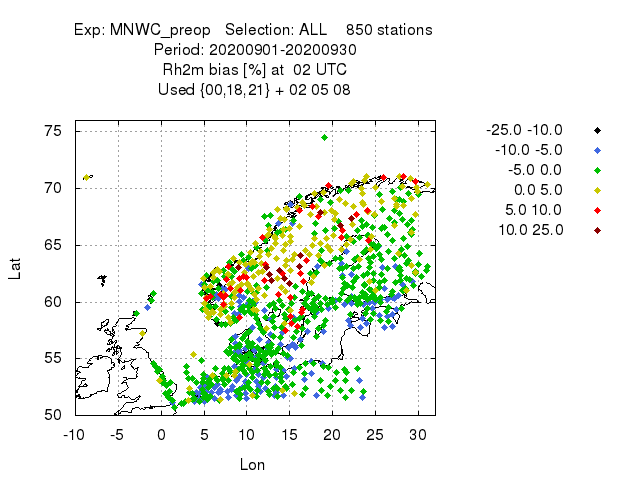 Exp: MNWC_preop Selection: ALL 850 stations
Period: 20200901-20200930
Rh2m bias [%] at 02 UTC
Used {00,18,21} + 02 05 08
-25.0 -10.0
-10.0 -5.0
-5.0 0.0
0.0 5.0
5.0 10.0
10.0 25.0
75
70
65
60
55
50
Lat
-10 -5 0 5 10 15 20 25 30
Lon